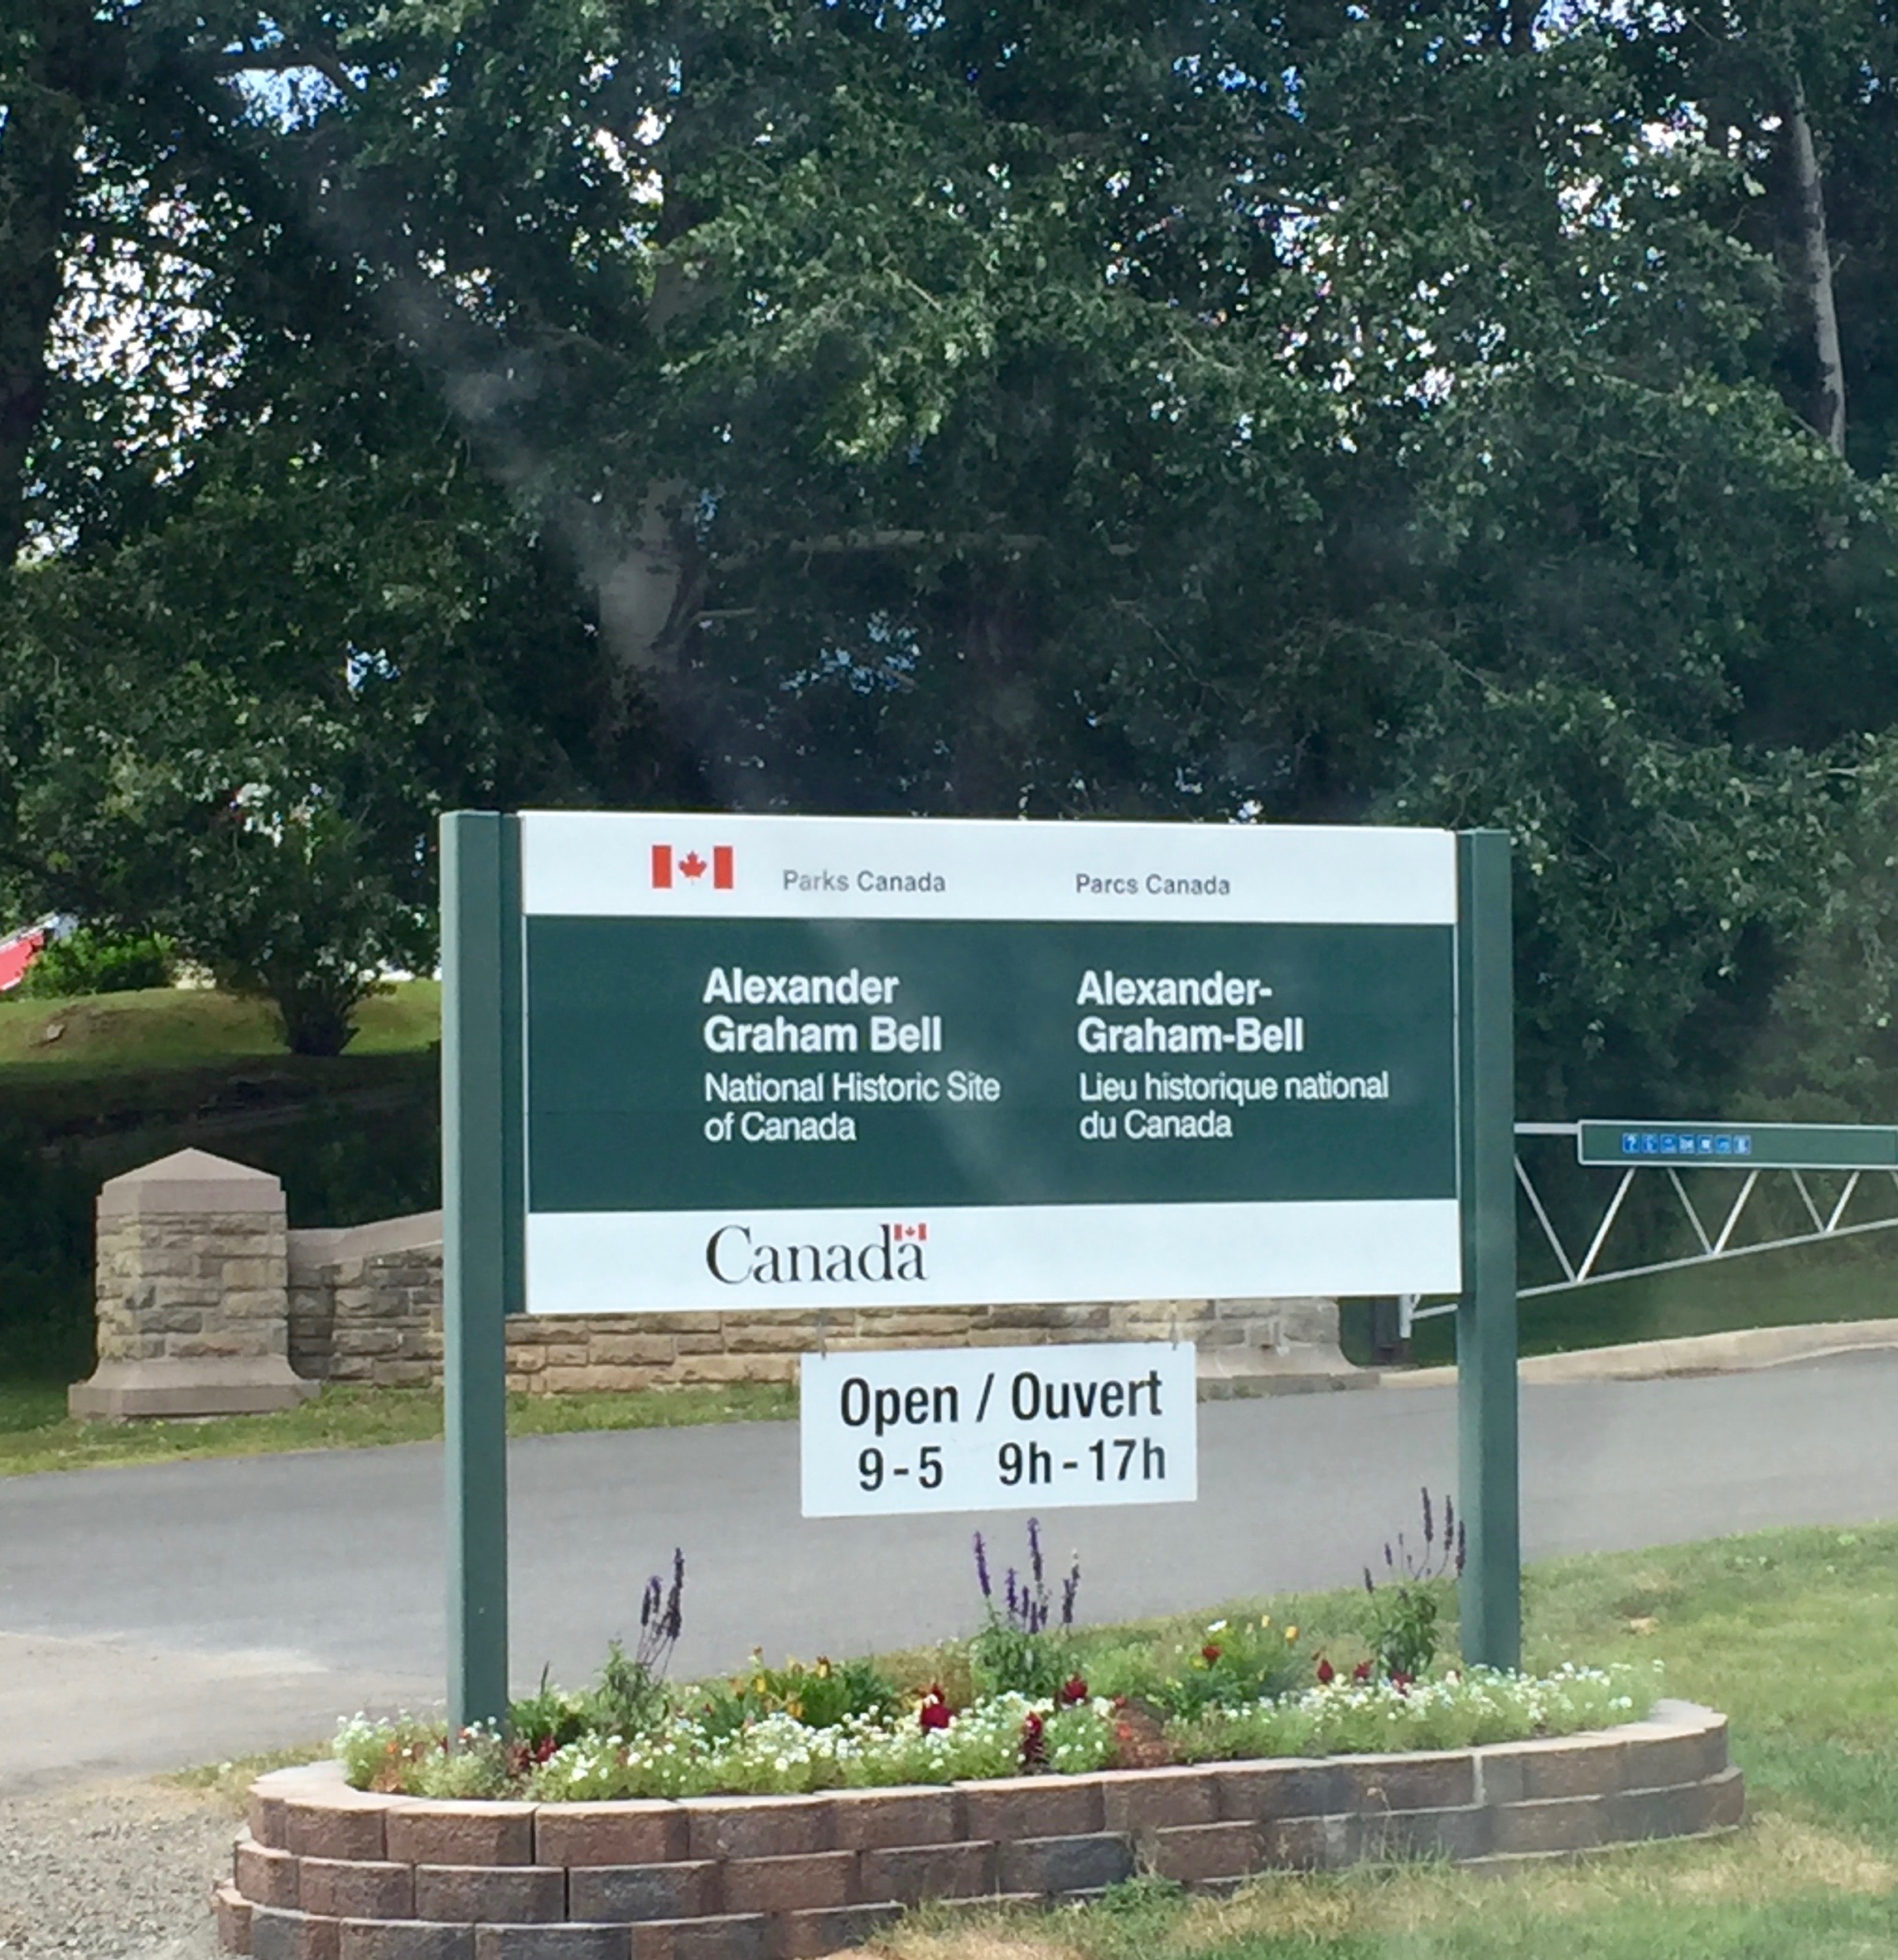 Parks Canada
Parcs Canada
Alexander
Graham Bell
National Historic Site
of Canada
Alexander-
Graham-Bell
Lieu historique national
du Canada
Canada
Open / Ouvert
9-5 9h-17h